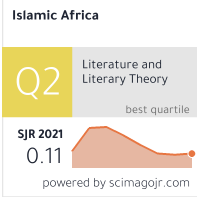 Islamic Africa
Q2
Literature and
Literary Theory
best quartile
SJR 2021
0.11
powered by scimagojr.com